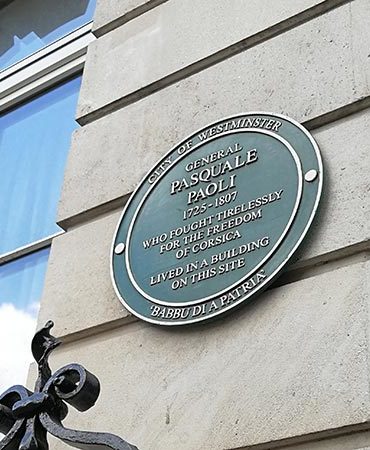 CITY OF WESTMINSTER
GENERAL
PASQUALE
PAOLI
1725 - 1807
WHO FOUGHT TIRELESSLY
FOR THE FREEDOM
OF CORSICA
LIVED IN A BUILDING
ON THIS SITE
'BABBU DI A PATRIA'